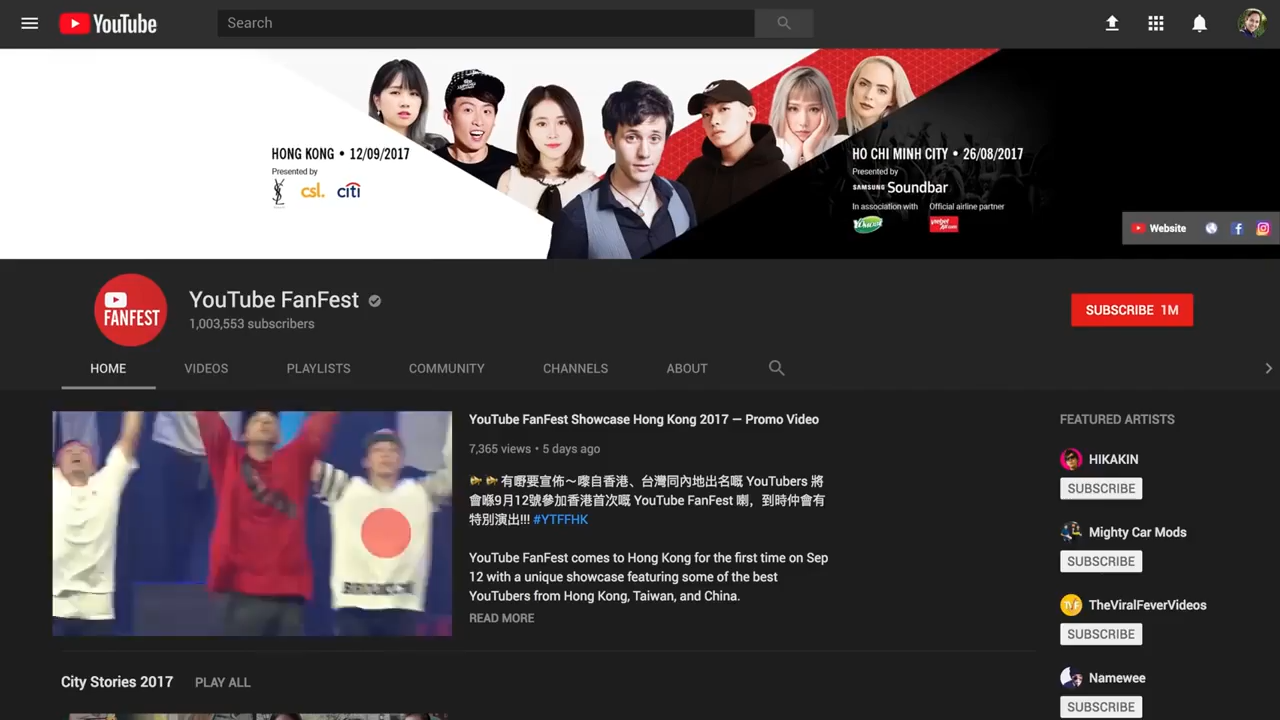 YouTube
Search
HONG KONG • 12/09/2017
Presented by
YSL
csl.
citi
HO CHI MINH CITY • 26/08/2017
Presented by
SAMSUNG Soundbar
In association with
Official airline partner
Website
FANFEST
YouTube FanFest
1,003,553 subscribers
SUBSCRIBE 1M
HOME
VIDEOS
PLAYLISTS
COMMUNITY
CHANNELS
ABOUT
YouTube FanFest Showcase Hong Kong 2017 — Promo Video
7,365 views • 5 days ago
有嘢要宣佈～嚟自香港、台灣同內地出名嘅 YouTubers 將
會喺9月12號參加香港首次嘅 YouTube FanFest 喇，到時仲會有
特別演出!!! #YTFFHK
YouTube FanFest comes to Hong Kong for the first time on Sep
12 with a unique showcase featuring some of the best
YouTubers from Hong Kong, Taiwan, and China.
READ MORE
FEATURED ARTISTS
HIKAKIN
SUBSCRIBE
Mighty Car Mods
SUBSCRIBE
TheViralFeverVideos
SUBSCRIBE
Namewee
SUBSCRIBE
City Stories 2017
PLAY ALL